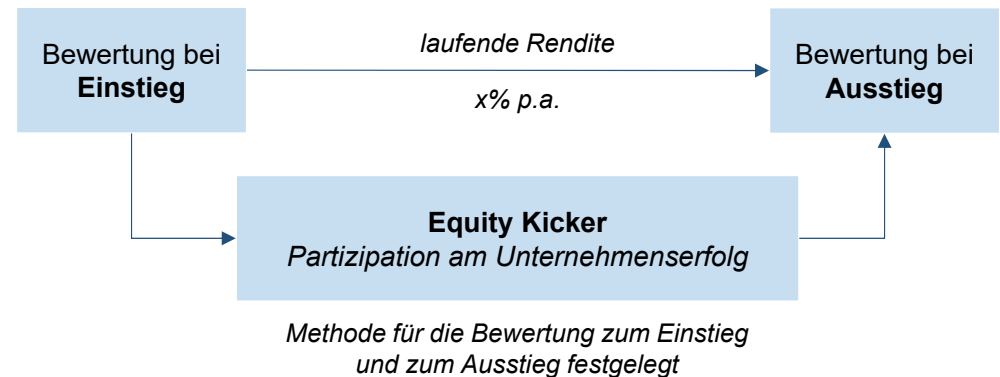 Bewertung bei
Einstieg
laufende Rendite
x% p.a.
Bewertung bei
Ausstieg
Equity Kicker
Partizipation am Unternehmenserfolg
Methode für die Bewertung zum Einstieg
und zum Ausstieg festgelegt